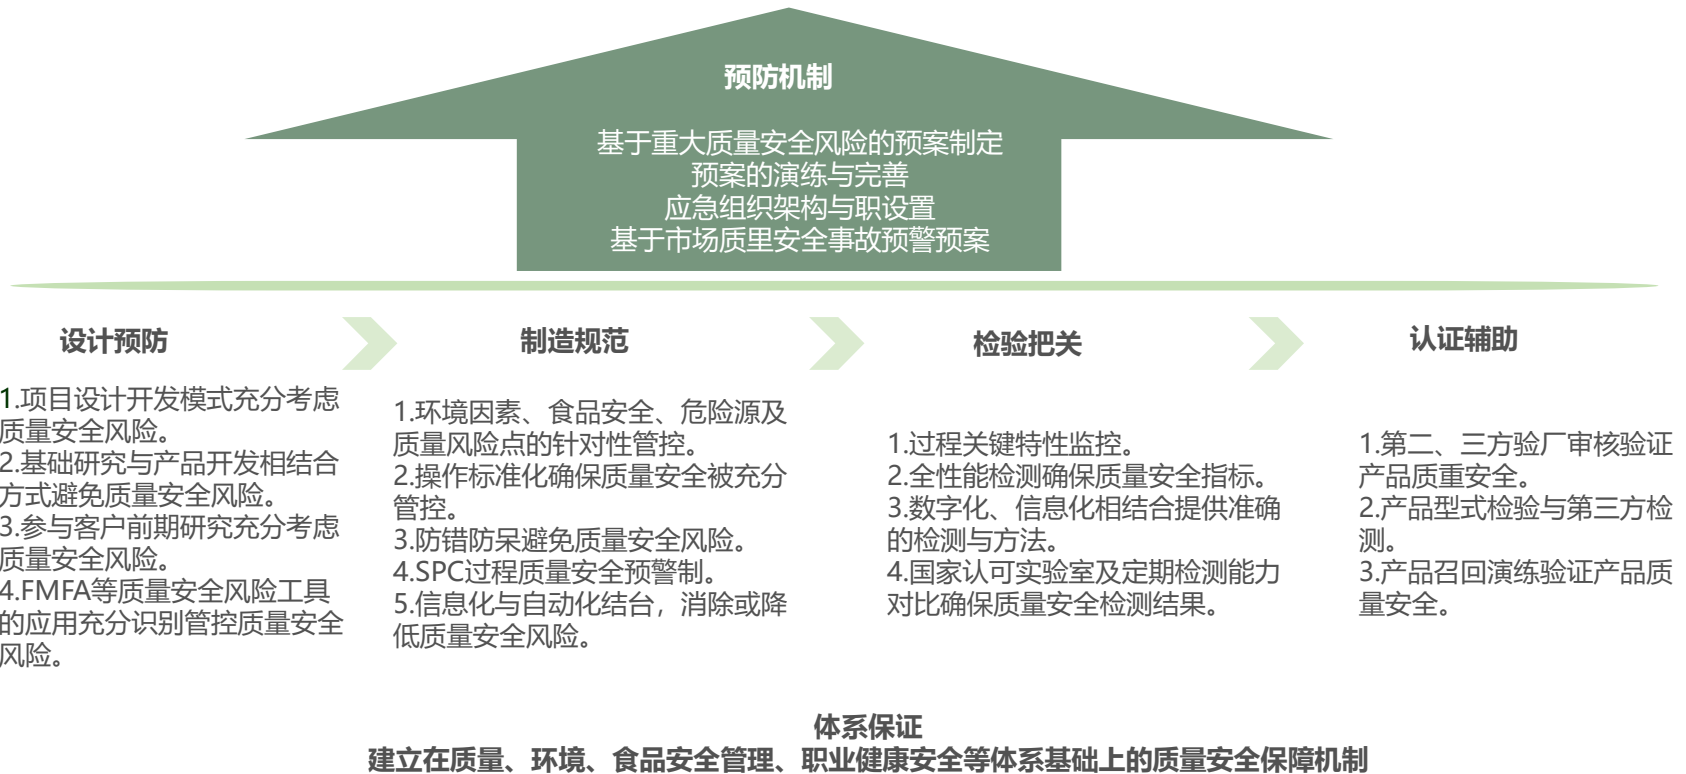 预防机制
基于重大质量安全风险的预案制定
预案的演练与完善
应急组织架构与职设置
基于市场质里安全事故预警预案
设计预防
1.项目设计开发模式充分考虑
质量安全风险。
2.基础研究与产品开发相结合
方式避免质量安全风险。
3.参与客户前期研究充分考虑
质量安全风险。
4.FMFA等质量安全风险工具
的应用充分识别管控质量安全
风险。
制造规范
1.环境因素、食品安全、危险源及
质量风险点的针对性管控。
2.操作标准化确保质量安全被充分
管控。
3.防错防呆避免质量安全风险。
4.SPC过程质量安全预警制。
5.信息化与自动化结台，消除或降
低质量安全风险。
检验把关
1.过程关键特性监控。
2.全性能检测确保质量安全指标。
3.数字化、信息化相结合提供准确
的检测与方法。
4.国家认可实验室及定期检测能力
对比确保质量安全检测结果。
认证辅助
1.第二、三方验厂审核验证
产品质重安全。
2.产品型式检验与第三方检
测。
3.产品召回演练验证产品质
量安全。
体系保证
建立在质量、环境、食品安全管理、职业健康安全等体系基础上的质量安全保障机制